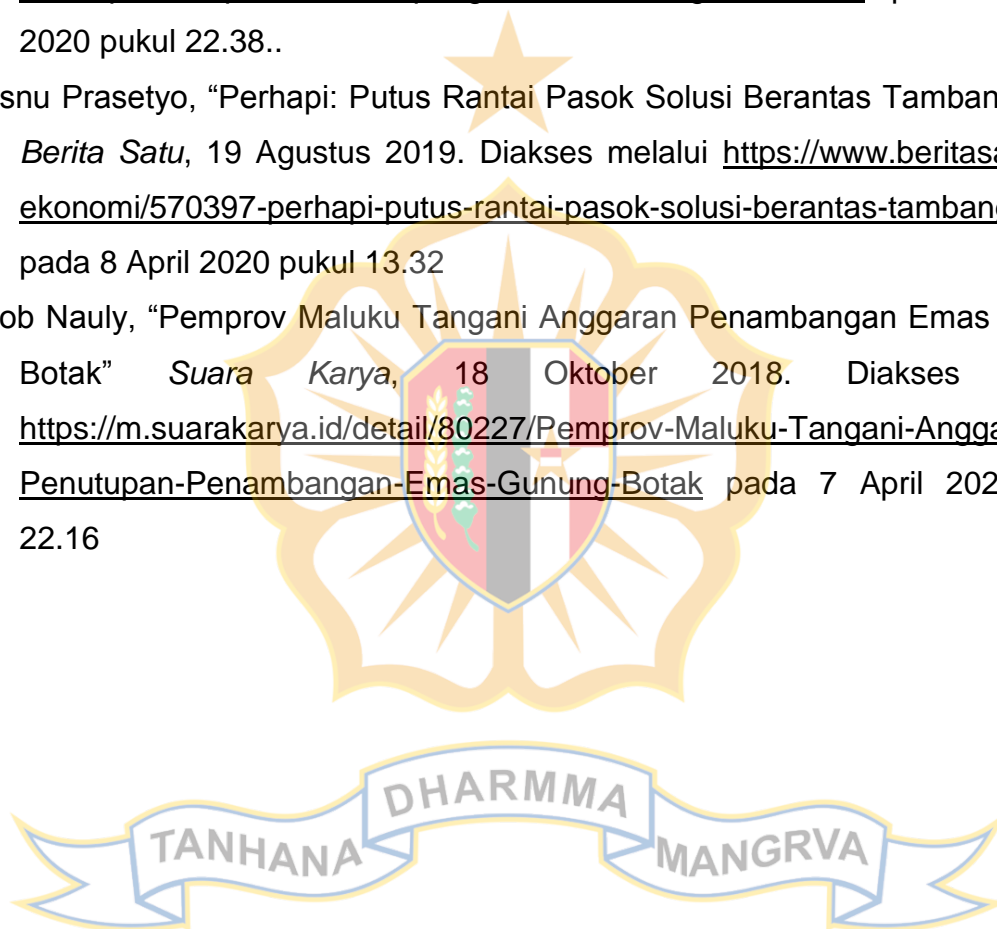 2020 pukul 22.38..
snu Prasetyo, “Perhapi: Putus Rantai Pasok Solusi Berantas Tamban
Berita Satu, 19 Agustus 2019. Diakses melalui https://www.beritasa
ekonomi/570397-perhapi-putus-rantai-pasok-solusi-berantas-tambang
pada 8 April 2020 pukul 13.32
ob Nauly, “Pemprov Maluku Tangani Anggaran Penambangan Emas
Botak” Suara Karya, 18 Oktober 2018. Diakses
https://m.suarakarya.id/detail/80227/Pemprov-Maluku-Tangani-Angga
Penutupan-Penambangan-Emas-Gunung-Botak pada 7 April 202
22.16
TANHANA DHARMMA MANGRVA